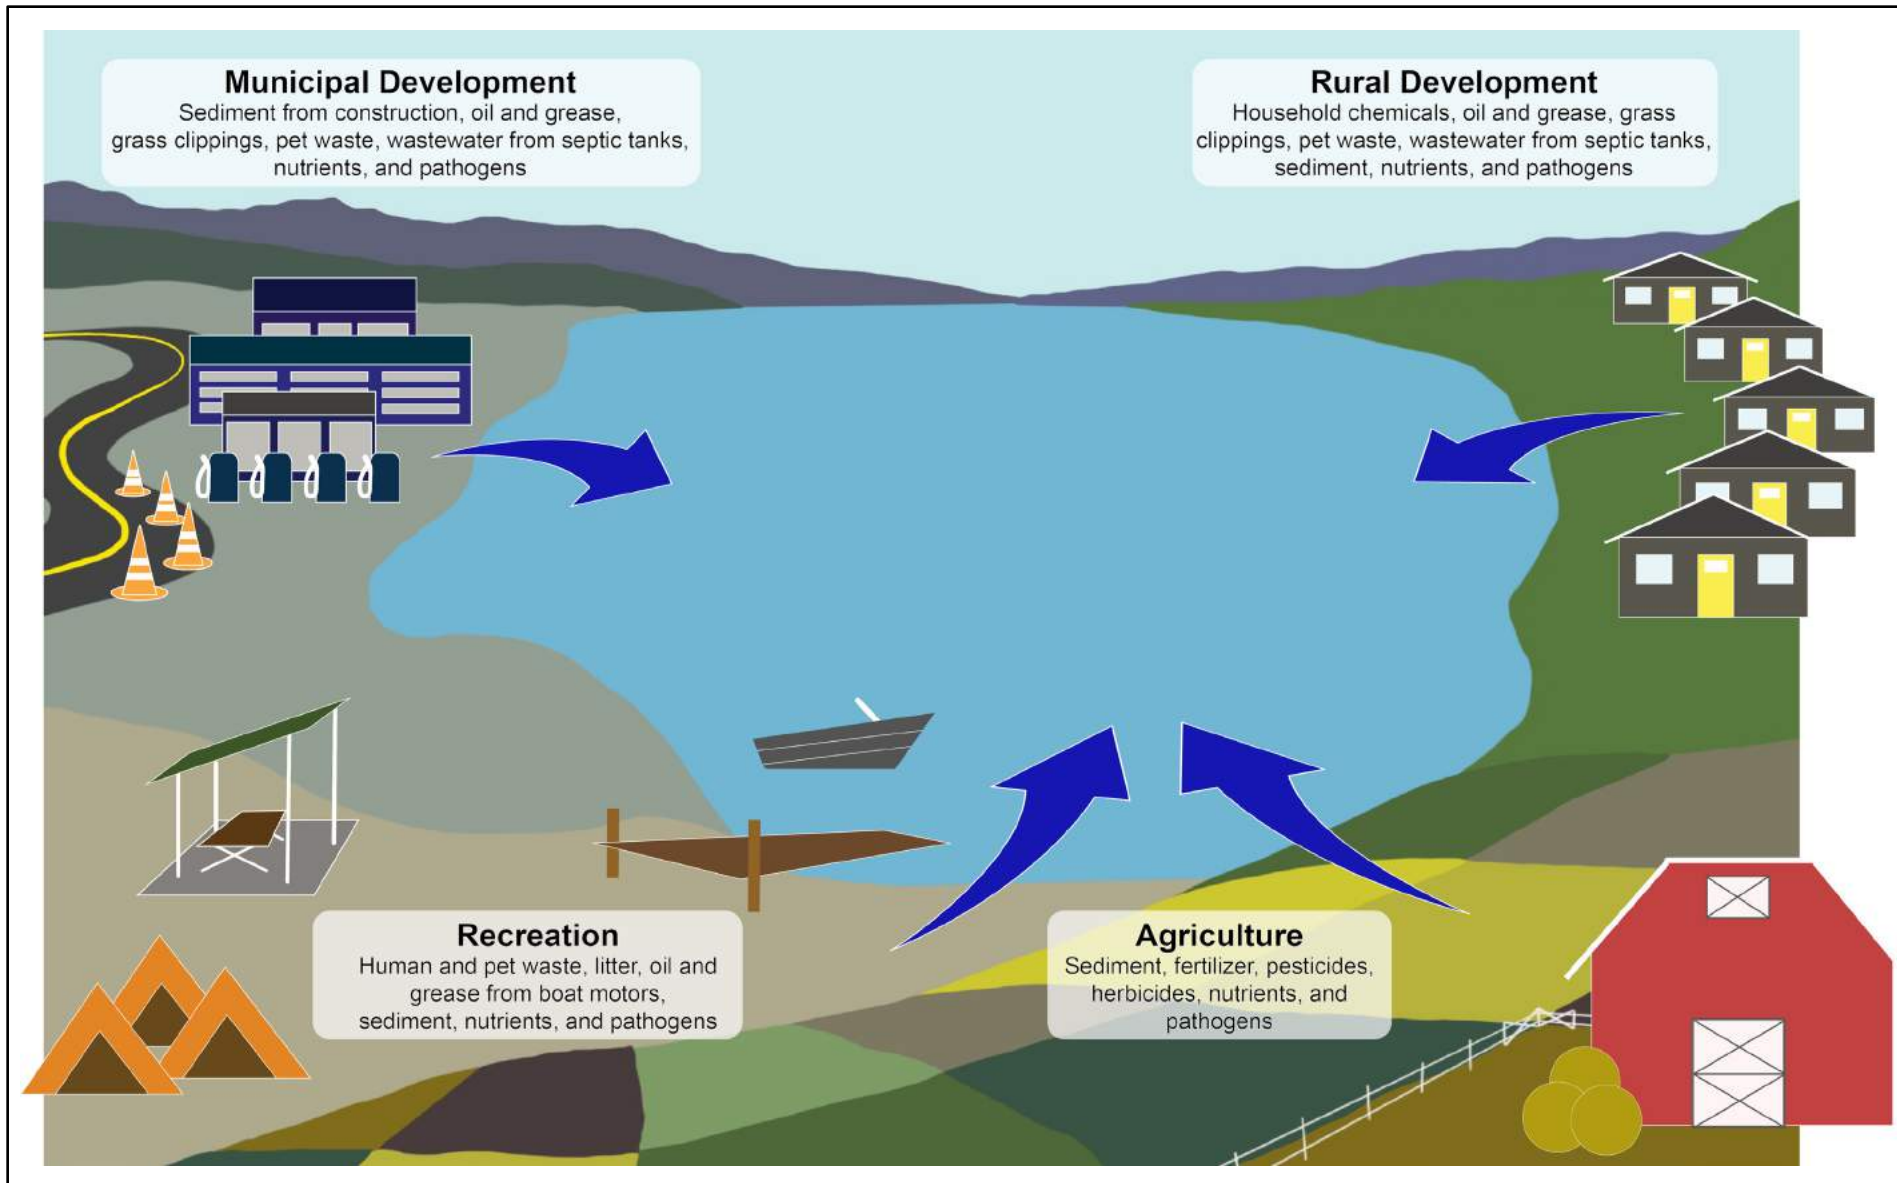 Municipal Development
Sediment from construction, oil and grease,
grass clippings, pet waste, wastewater from septic tanks,
nutrients, and pathogens
Rural Development
Household chemicals, oil and grease, grass
clippings, pet waste, wastewater from septic tanks,
sediment, nutrients, and pathogens
Recreation
Human and pet waste, litter, oil and
grease from boat motors,
sediment, nutrients, and pathogens
Agriculture
Sediment, fertilizer, pesticides,
herbicides, nutrients, and
pathogens